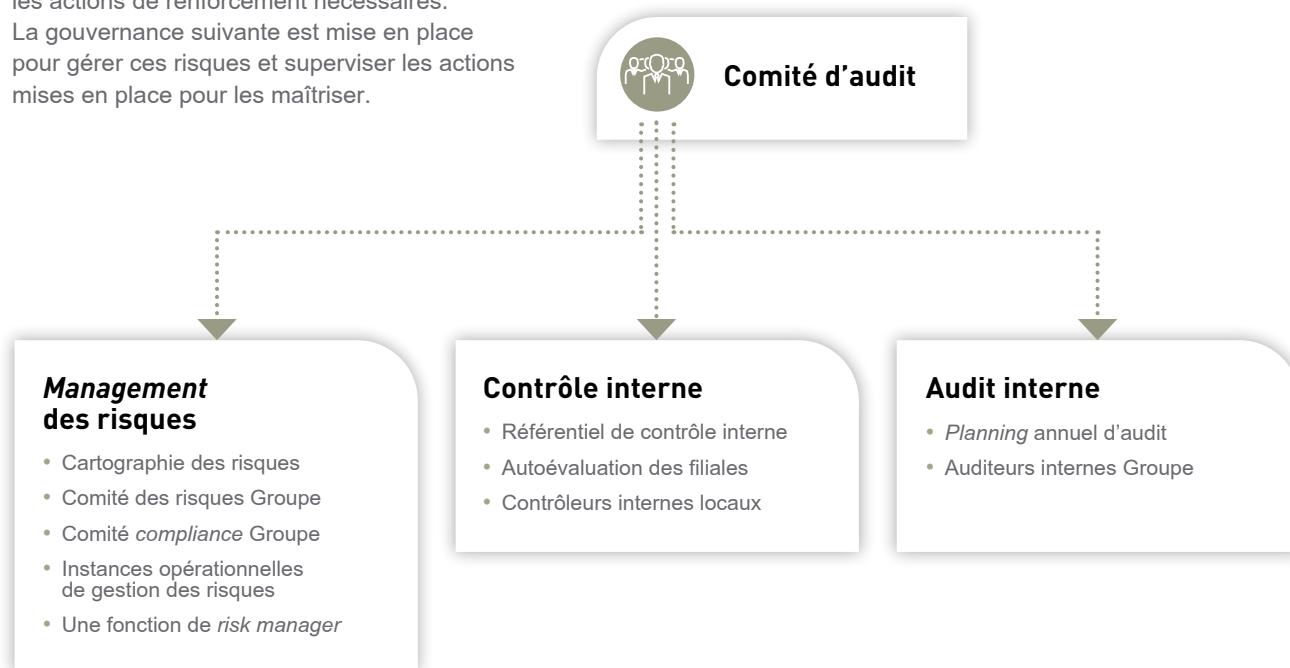 les actions de renforcement nécessaires.
La gouvernance suivante est mise en place
pour gérer ces risques et superviser les actions
mises en place pour les maîtriser.
Comité d'audit
Management
des risques
• Cartographie des risques
• Comité des risques Groupe
• Comité compliance Groupe
• Instances opérationnelles
de gestion des risques
• Une fonction de risk manager
Contrôle interne
• Référentiel de contrôle interne
• Autoévaluation des filiales
• Contrôleurs internes locaux
Audit interne
• Planning annuel d'audit
• Auditeurs internes Groupe